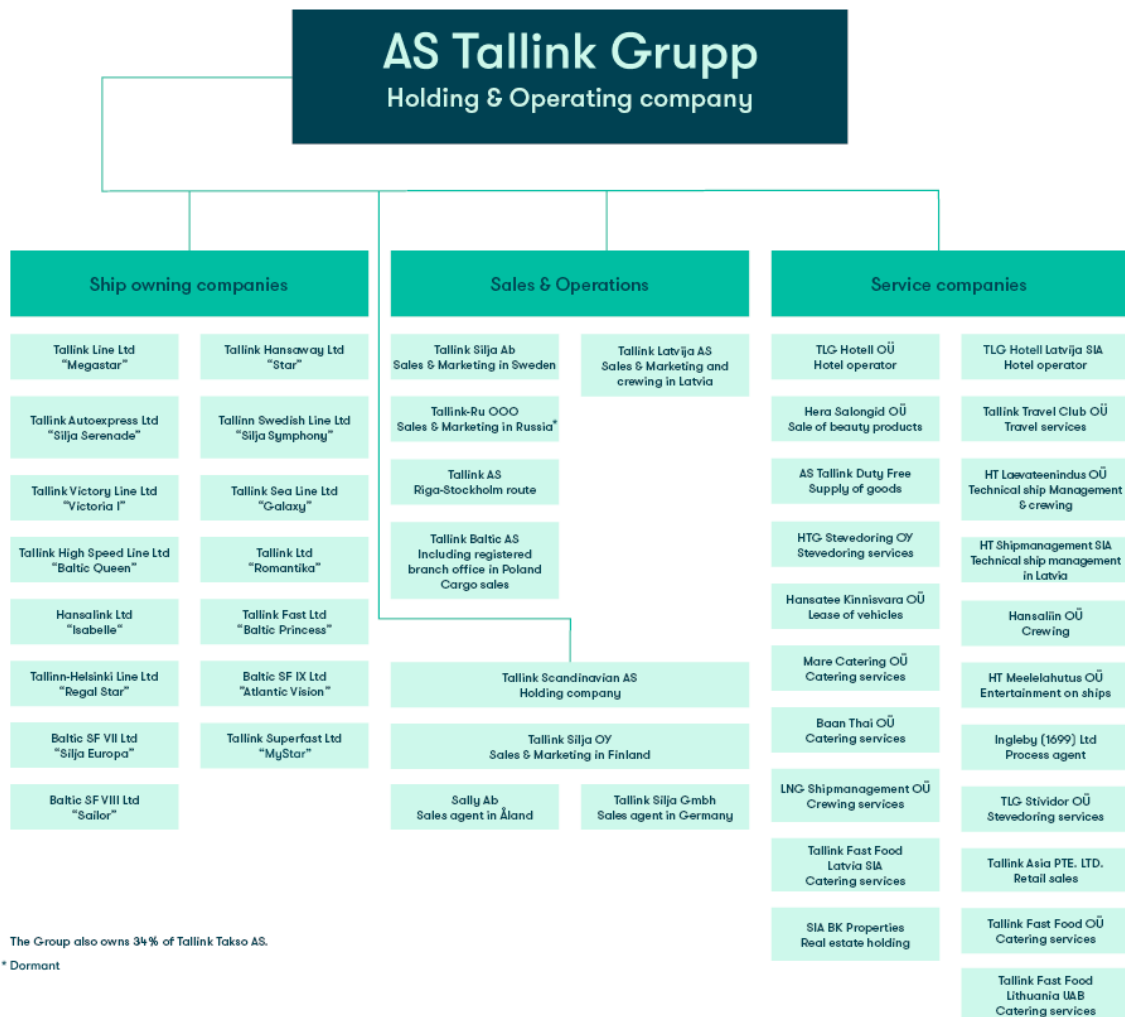 AS Tallink Grupp
Holding & Operating company
Ship owning companies
Tallink Line Ltd
“Megastar”
Tallink Hansaway Ltd
“Star”
Tallink Autoexpress Ltd
“Silja Serenade”
Tallinn Swedish Line Ltd
“Silja Symphony”
Tallink Victory Line Ltd
“Victoria I”
Tallink Sea Line Ltd
“Galaxy”
Tallink High Speed Line Ltd
“Baltic Queen”
Tallink Ltd
“Romantika”
Hansalink Ltd
“Isabelle“
Tallink Fast Ltd
“Baltic Princess”
Tallinn-Helsinki Line Ltd
“Regal Star”
Baltic SF IX Ltd
”Atlantic Vision”
Baltic SF VII Ltd
“Silja Europa”
Tallink Superfast Ltd
“MyStar”
Baltic SF VIII Ltd
“Sailor”
Sales & Operations
Tallink Silja Ab
Sales & Marketing in Sweden
Tallink Latvija AS
Sales & Marketing and
crewing in Latvia
Tallink-Ru OOO
Sales & Marketing in Russia*
Tallink AS
Riga-Stockholm route
Tallink Baltic AS
Including registered
branch office in Poland
Cargo sales
Tallink Scandinavian AS
Holding company
Tallink Silja OY
Sales & Marketing in Finland
Sally Ab
Sales agent in Åland
Tallink Silja Gmbh
Sales agent in Germany
Service companies
TLG Hotell OÜ
Hotel operator
TLG Hotell Latvija SIA
Hotel operator
Hera Salongid OÜ
Sale of beauty products
Tallink Travel Club OÜ
Travel services
AS Tallink Duty Free
Supply of goods
HT Laevateenindus OÜ
Technical ship Management
& crewing
HTG Stevedoring OY
Stevedoring services
HT Shipmanagement SIA
Technical ship management
in Latvia
Hansatee Kinnisvara OÜ
Lease of vehicles
Hansaliin OÜ
Crewing
Mare Catering OÜ
Catering services
HT Meelelahutus OÜ
Entertainment on ships
Baan Thai OÜ
Catering services
Ingleby (1699) Ltd
Process agent
LNG Shipmanagement OÜ
Crewing services
TLG Stividor OÜ
Stevedoring services
Tallink Fast Food
Latvia SIA
Catering services
Tallink Asia PTE. LTD.
Retail sales
SIA BK Properties
Real estate holding
Tallink Fast Food OÜ
Catering services
Tallink Fast Food
Lithuania UAB
Catering services
The Group also owns 34% of Tallink Takso AS.
* Dormant